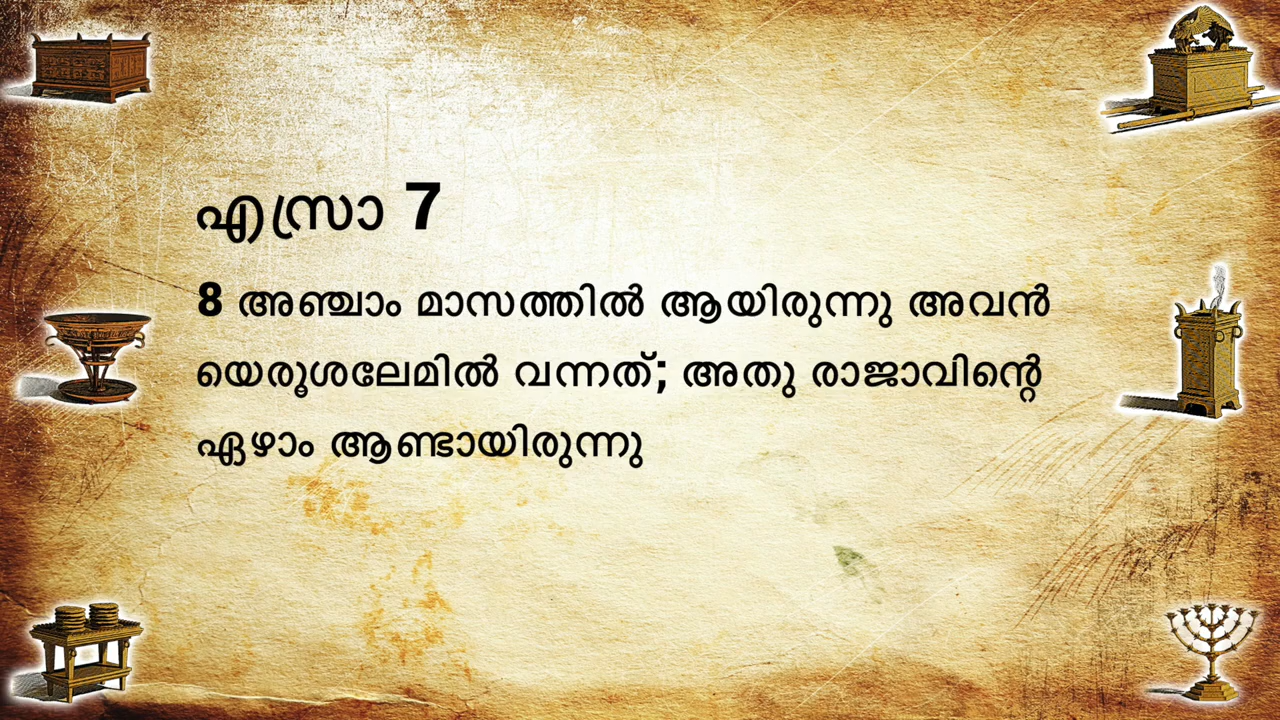 എസ്രാ 7
8 അഞ്ചാം മാസത്തിൽ ആയിരുന്നു അവൻ
യെരൂശലേമിൽ വന്നത്; അതു രാജാവിന്റെ
ഏഴാം ആണ്ടായിരുന്നു